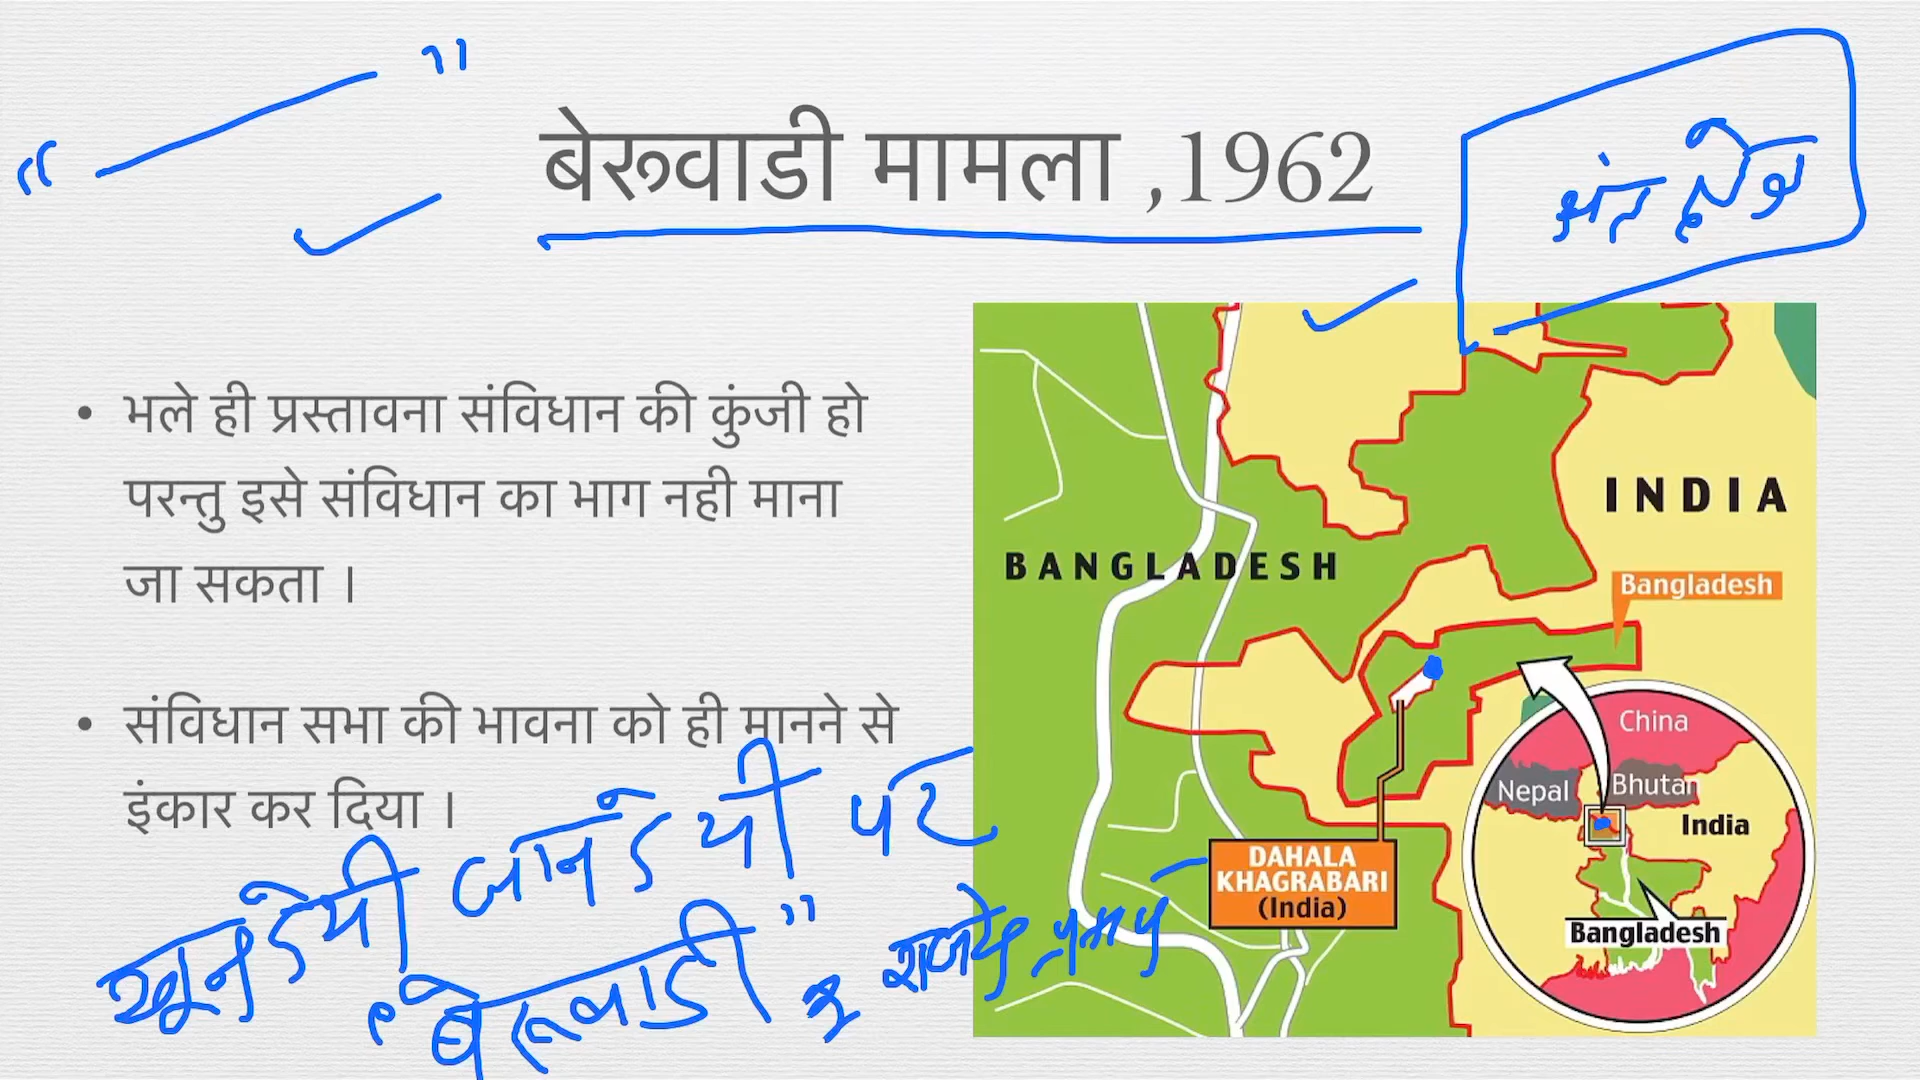 बेरूवाडी मामला ,1962
भले ही प्रस्तावना संविधान की कुंजी हो
परन्तु इसे संविधान का भाग नही माना
जा सकता ।
संविधान सभा की भावना को ही मानने से
इंकार कर दिया ।
पर
"बेरूवाडी"
INDIA
BANGLADESH
Bangladesh
China
Nepal
Bhutan
India
DAHALA
KHAGRABARI
(India)
Bangladesh